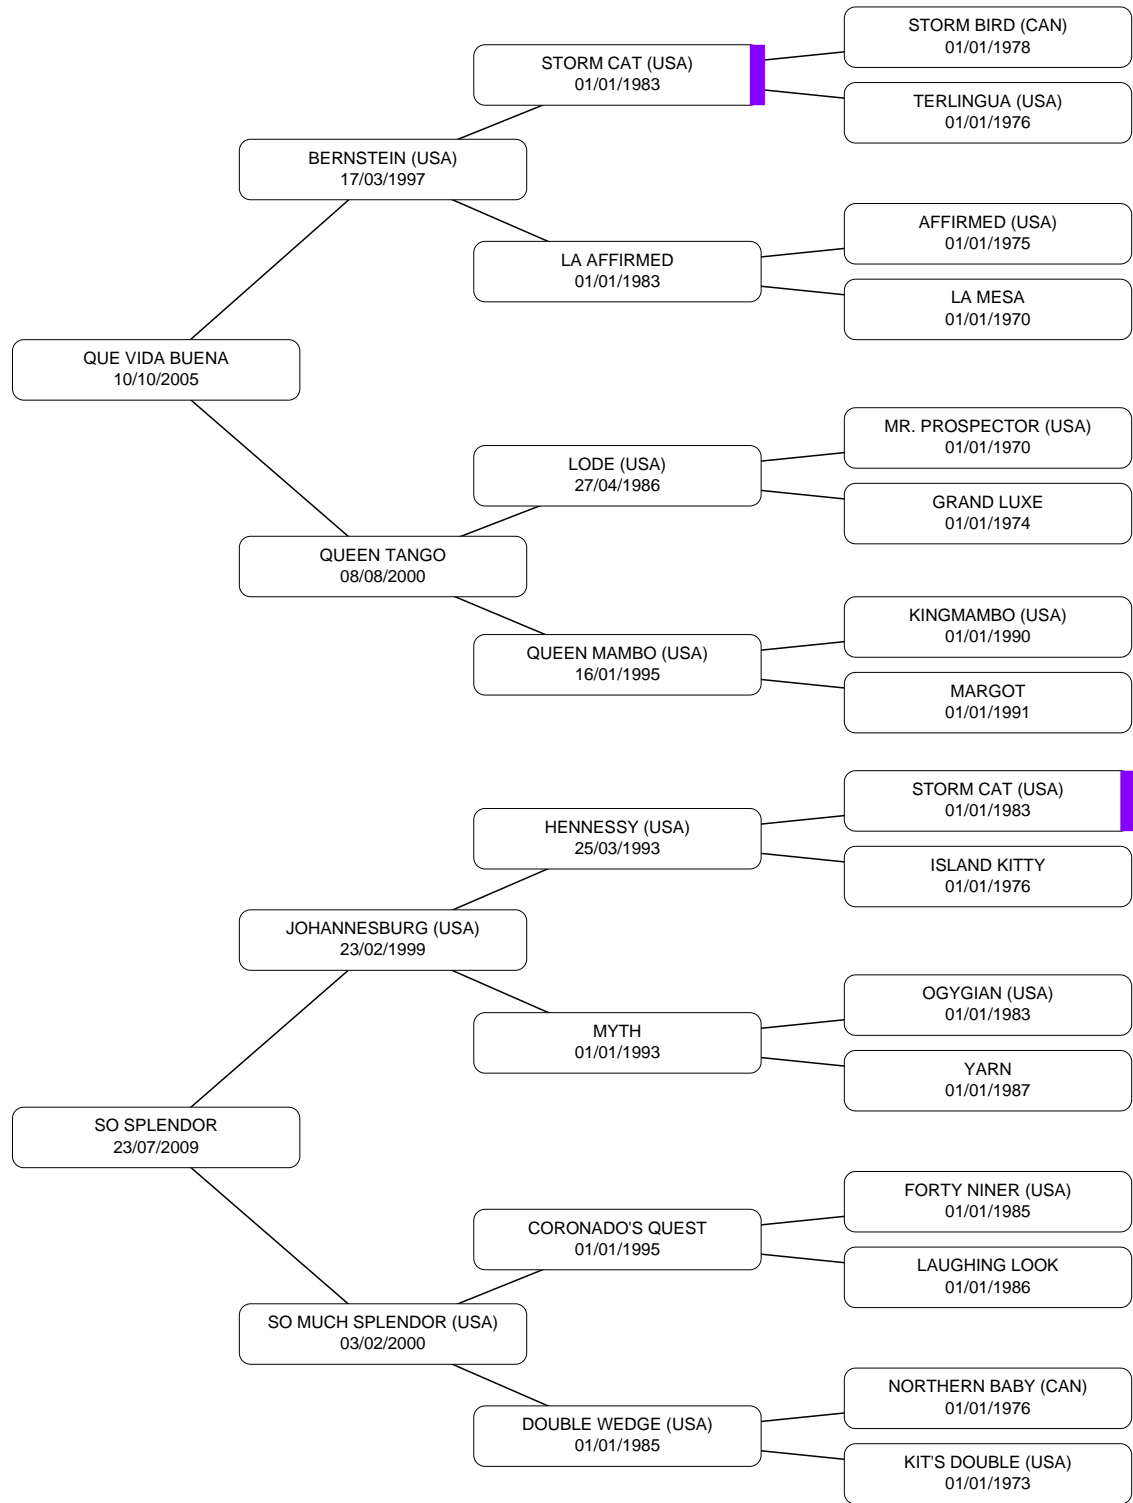 STORM BIRD (CAN)
01/01/1978
STORM CAT (USA)
01/01/1983
TERLINGUA (USA)
01/01/1976
BERNSTEIN (USA)
17/03/1997
AFFIRMED (USA)
01/01/1975
LA AFFIRMED
01/01/1983
LA MESA
01/01/1970
QUE VIDA BUENA
10/10/2005
MR. PROSPECTOR (USA)
01/01/1970
LODE (USA)
27/04/1986
GRAND LUXE
01/01/1974
QUEEN TANGO
08/08/2000
KINGMAMBO (USA)
01/01/1990
QUEEN MAMBO (USA)
16/01/1995
MARGOT
01/01/1991
STORM CAT (USA)
01/01/1983
HENNESSY (USA)
25/03/1993
ISLAND KITTY
01/01/1976
JOHANNESBURG (USA)
23/02/1999
OGYGIAN (USA)
01/01/1983
MYTH
01/01/1993
YARN
01/01/1987
SO SPLENDOR
23/07/2009
FORTY NINER (USA)
01/01/1985
CORONADO'S QUEST
01/01/1995
LAUGHING LOOK
01/01/1986
SO MUCH SPLENDOR (USA)
03/02/2000
NORTHERN BABY (CAN)
01/01/1976
DOUBLE WEDGE (USA)
01/01/1985
KIT'S DOUBLE (USA)
01/01/1973